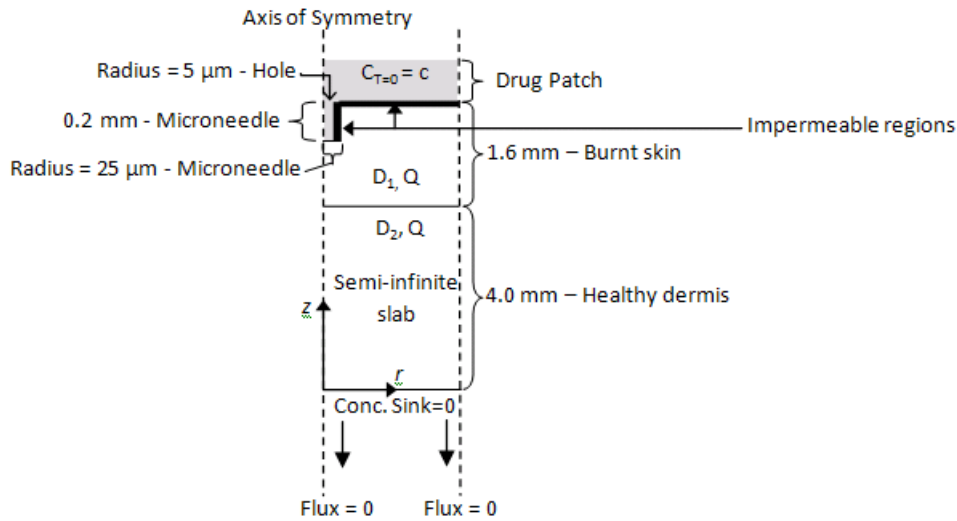 Axis of Symmetry
Radius = 5 µm - Hole
C_T=0 = c
Drug Patch
0.2 mm - Microneedle
Impermeable regions
Radius = 25 µm - Microneedle
1.6 mm – Burnt skin
D₁, Q
D₂, Q
Semi-infinite
slab
4.0 mm – Healthy dermis
z
r
Conc. Sink=0
Flux = 0
Flux = 0